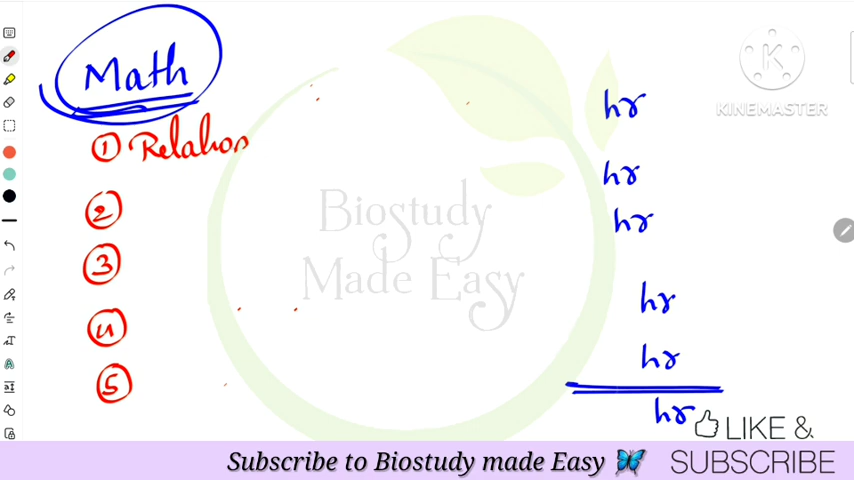 Math
K
KINEMASTER
hr
① Relation
hr
②
hr
Biostudy
Made Easy
③
hr
④
hr
⑤
hr
LIKE &
SUBSCRIBE
Subscribe to Biostudy made Easy 🦋